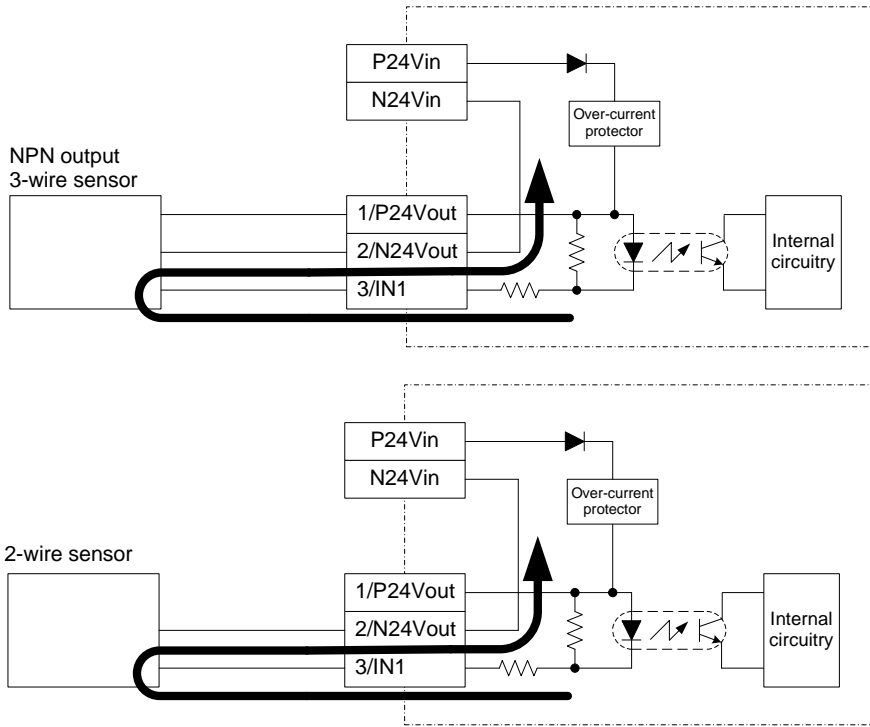 P24Vin
N24Vin
Over-current
protector
NPN output
3-wire sensor
1/P24Vout
2/N24Vout
3/IN1
Internal
circuitry
P24Vin
N24Vin
Over-current
protector
2-wire sensor
1/P24Vout
2/N24Vout
3/IN1
Internal
circuitry